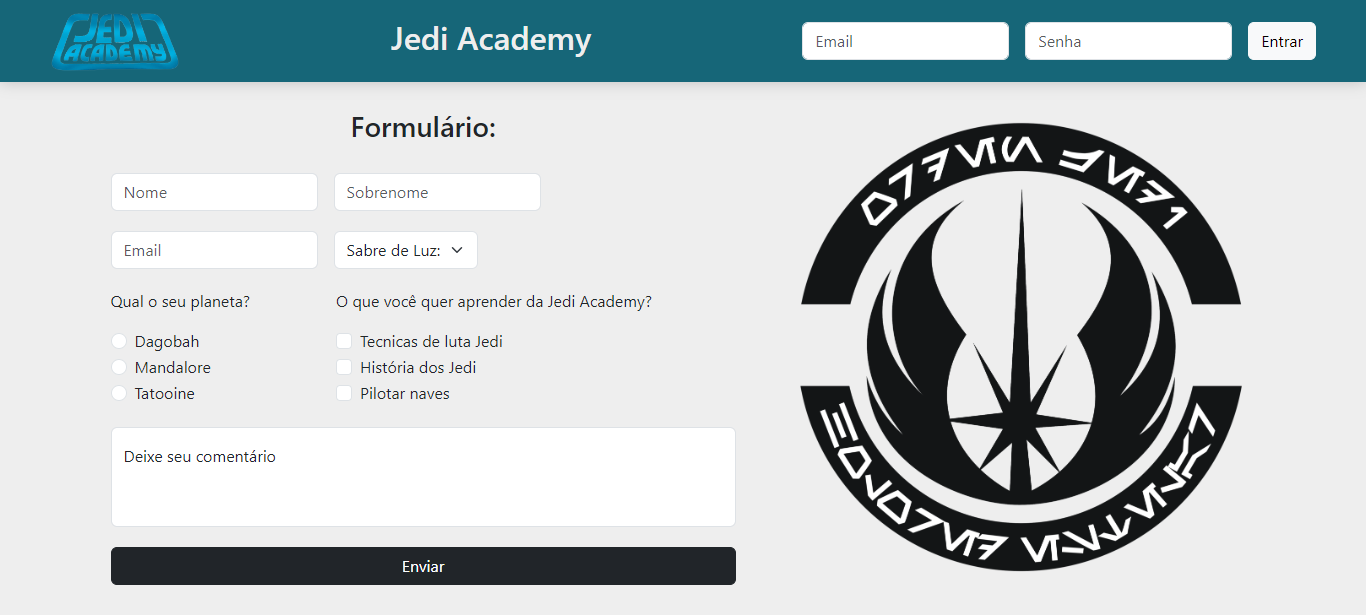 JEDI
ACADEMY
Jedi Academy
Email
Senha
Entrar
Formulário:
Nome
Sobrenome
Email
Sabre de Luz:
Qual o seu planeta?
O que você quer aprender da Jedi Academy?
Dagobah
Tecnicas de luta Jedi
Mandalore
História dos Jedi
Tatooine
Pilotar naves
Deixe seu comentário
Enviar